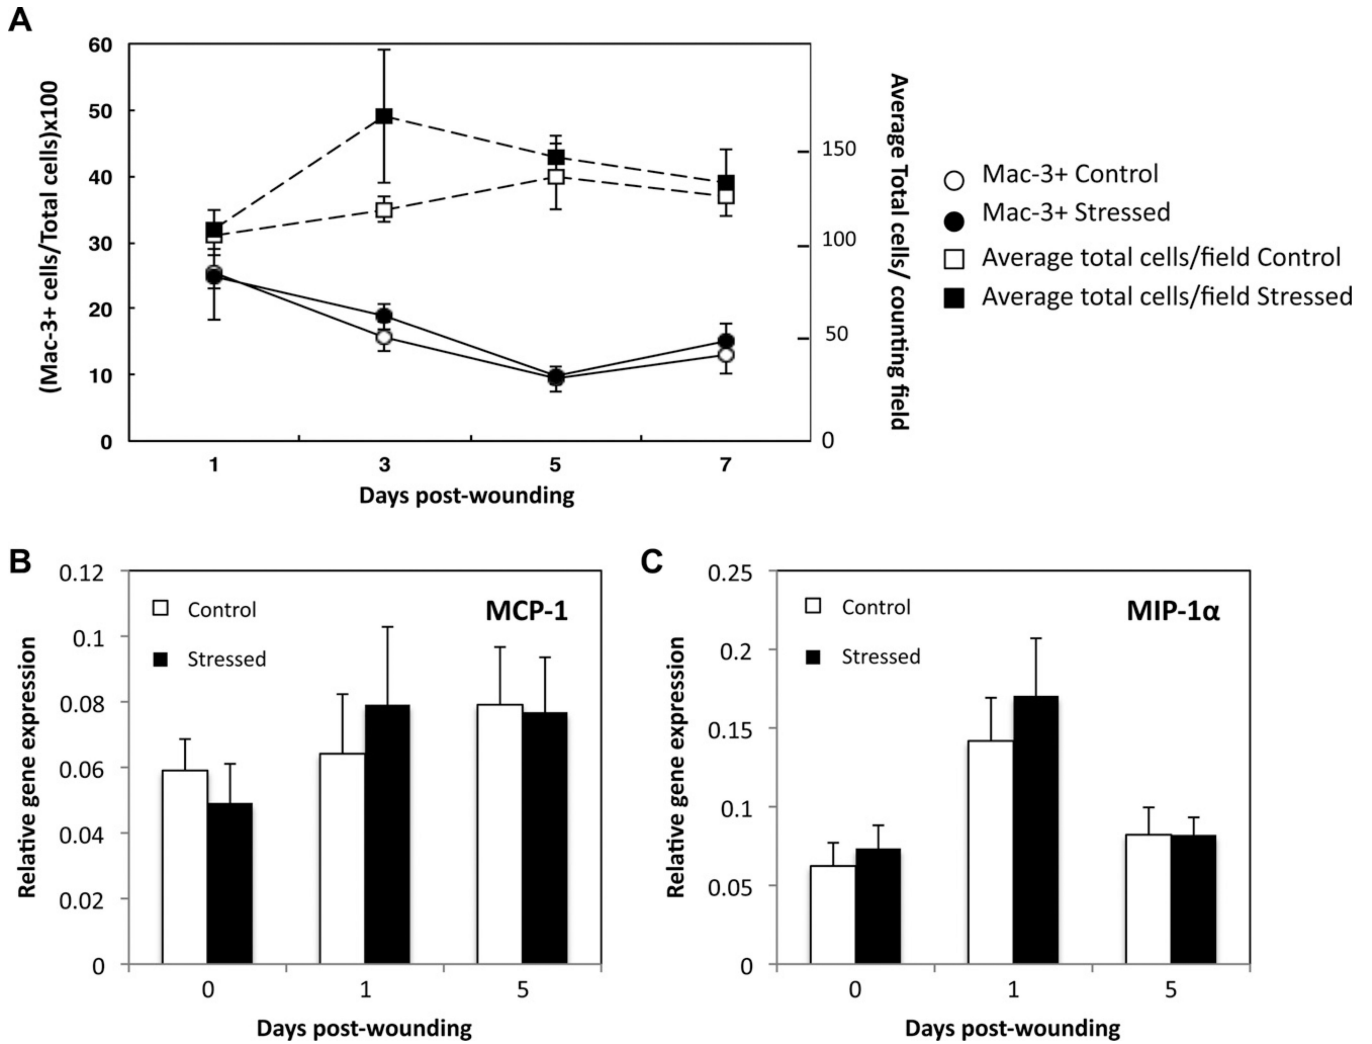 A
60
50
40
30
20
10
0
(Mac-3+ cells/Total cells)x100
150
100
50
0
Average Total cells/ counting field
1 3 5 7
Days post-wounding
Mac-3+ Control
Mac-3+ Stressed
Average total cells/field Control
Average total cells/field Stressed
B
0.12
0.1
0.08
0.06
0.04
0.02
0
Relative gene expression
Control
Stressed
MCP-1
0 1 5
Days post-wounding
C
0.25
0.2
0.15
0.1
0.05
0
Relative gene expression
Control
Stressed
MIP-1α
0 1 5
Days post-wounding